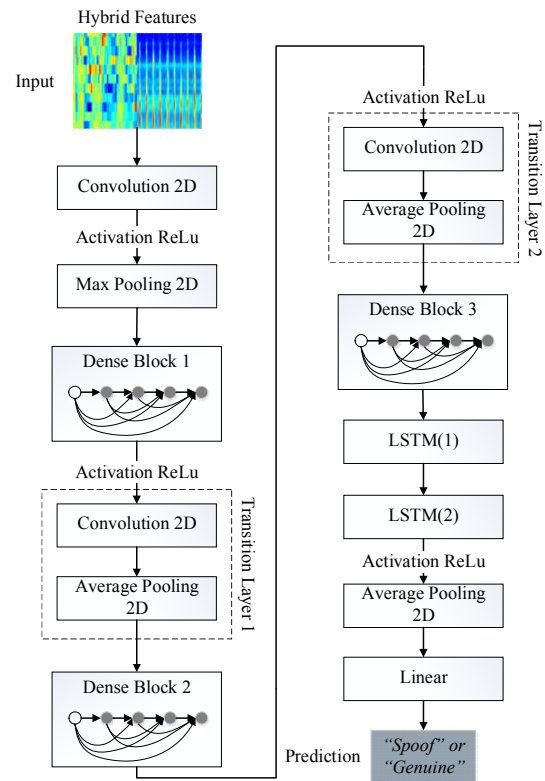 Hybrid Features
Input
Convolution 2D
Activation ReLu
Max Pooling 2D
Dense Block 1
Activation ReLu
Convolution 2D
Average Pooling
2D
Transition Layer 1
Dense Block 2
Activation ReLu
Convolution 2D
Average Pooling
2D
Transition Layer 2
Dense Block 3
LSTM(1)
LSTM(2)
Activation ReLu
Average Pooling
2D
Linear
Prediction
“Spoof” or
“Genuine”